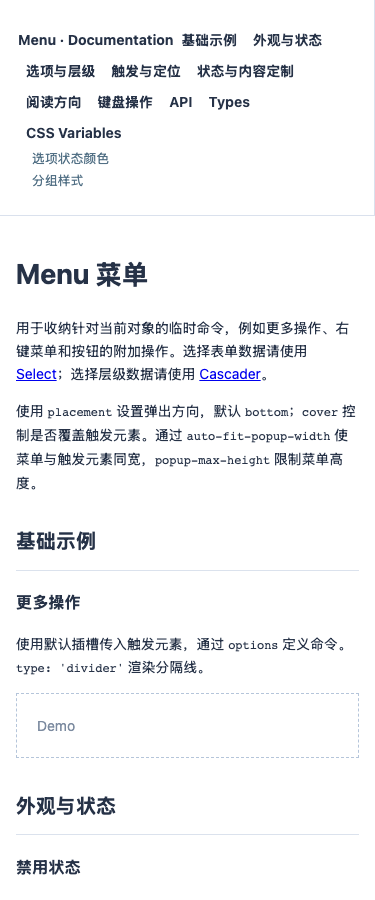 Menu · Documentation 基础示例 外观与状态
选项与层级 触发与定位 状态与内容定制
阅读方向 键盘操作 API Types
CSS Variables
选项状态颜色
分组样式
Menu 菜单
用于收纳针对当前对象的临时命令，例如更多操作、右
键菜单和按钮的附加操作。选择表单数据请使用
Select；选择层级数据请使用 Cascader。
使用 placement 设置弹出方向，默认 bottom；cover 控
制是否覆盖触发元素。通过 auto-fit-popup-width 使
菜单与触发元素同宽，popup-max-height 限制菜单高
度。
基础示例
更多操作
使用默认插槽传入触发元素，通过 options 定义命令。
type: 'divider' 渲染分隔线。
Demo
外观与状态
禁用状态